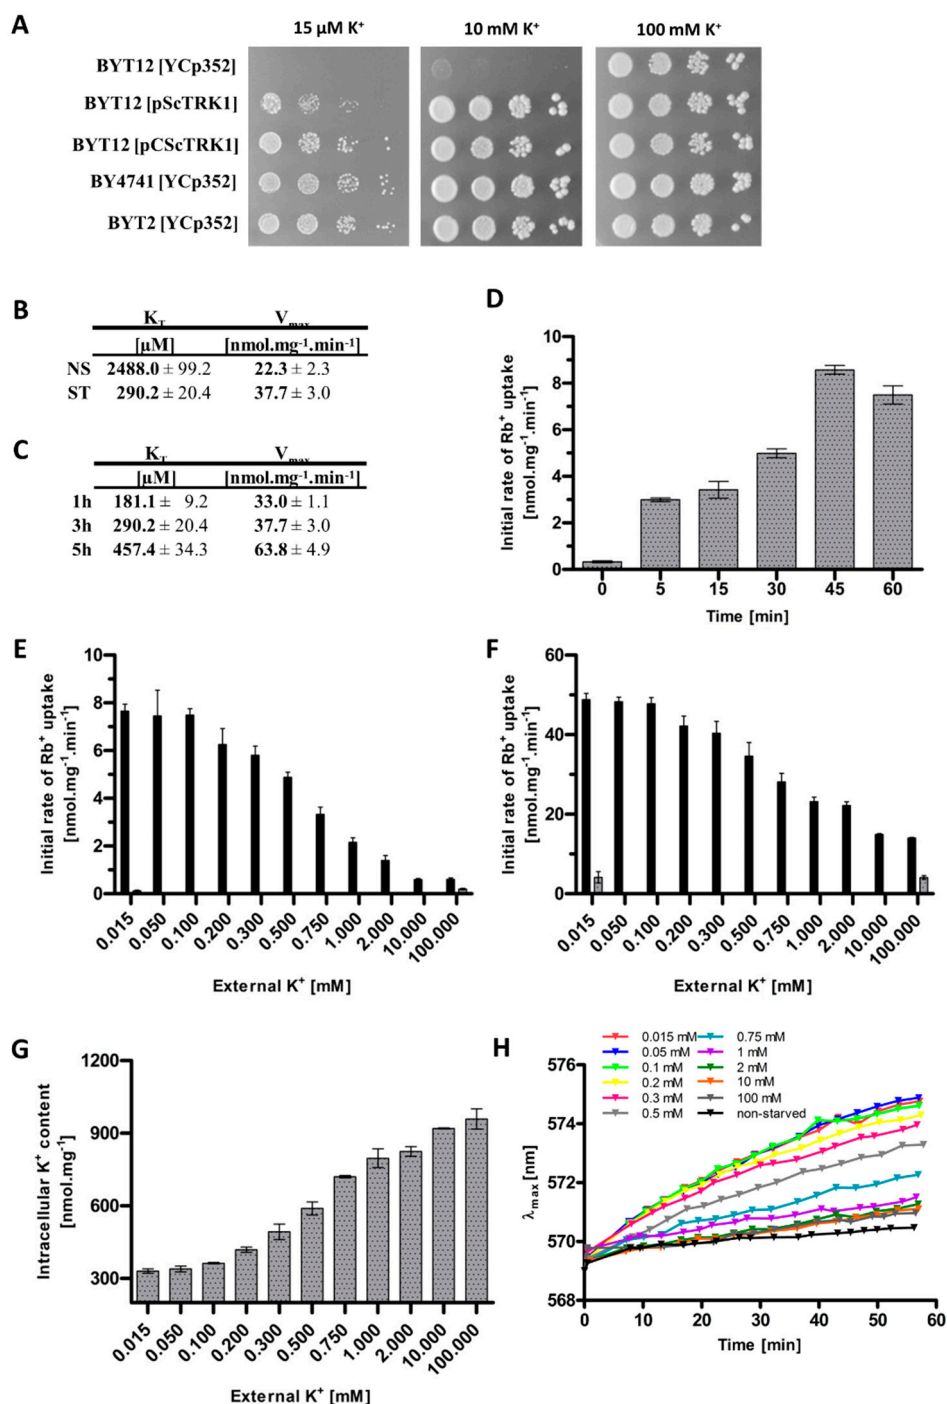 A
15 µM K⁺ 10 mM K⁺ 100 mM K⁺
BYT12 [YCp352]
BYT12 [pScTRK1]
BYT12 [pCScTRK1]
BY4741 [YCp352]
BYT2 [YCp352]
B
K_T V_max
[µM] [nmol.mg⁻¹.min⁻¹]
NS 2488.0 ± 99.2 22.3 ± 2.3
ST 290.2 ± 20.4 37.7 ± 3.0
C
K_T V_max
[µM] [nmol.mg⁻¹.min⁻¹]
1h 181.1 ± 9.2 33.0 ± 1.1
3h 290.2 ± 20.4 37.7 ± 3.0
5h 457.4 ± 34.3 63.8 ± 4.9
D
Initial rate of Rb⁺ uptake
[nmol.mg⁻¹.min⁻¹]
10
8
6
4
2
0
0 5 15 30 45 60
Time [min]
E
Initial rate of Rb⁺ uptake
[nmol.mg⁻¹.min⁻¹]
10
8
6
4
2
0
0.015 0.050 0.100 0.200 0.300 0.500 0.750 1.000 2.000 10.000 100.000
External K⁺ [mM]
F
Initial rate of Rb⁺ uptake
[nmol.mg⁻¹.min⁻¹]
60
40
20
0
0.015 0.050 0.100 0.200 0.300 0.500 0.750 1.000 2.000 10.000 100.000
External K⁺ [mM]
G
Intracellular K⁺ content
[nmol.mg⁻¹]
1200
900
600
300
0.015 0.050 0.100 0.200 0.300 0.500 0.750 1.000 2.000 10.000 100.000
External K⁺ [mM]
H
0.015 mM 0.75 mM
0.05 mM 1 mM
0.1 mM 2 mM
0.2 mM 10 mM
0.3 mM 100 mM
0.5 mM non-starved
λ_max [nm]
576
574
572
570
568
0 10 20 30 40 50 60
Time [min]